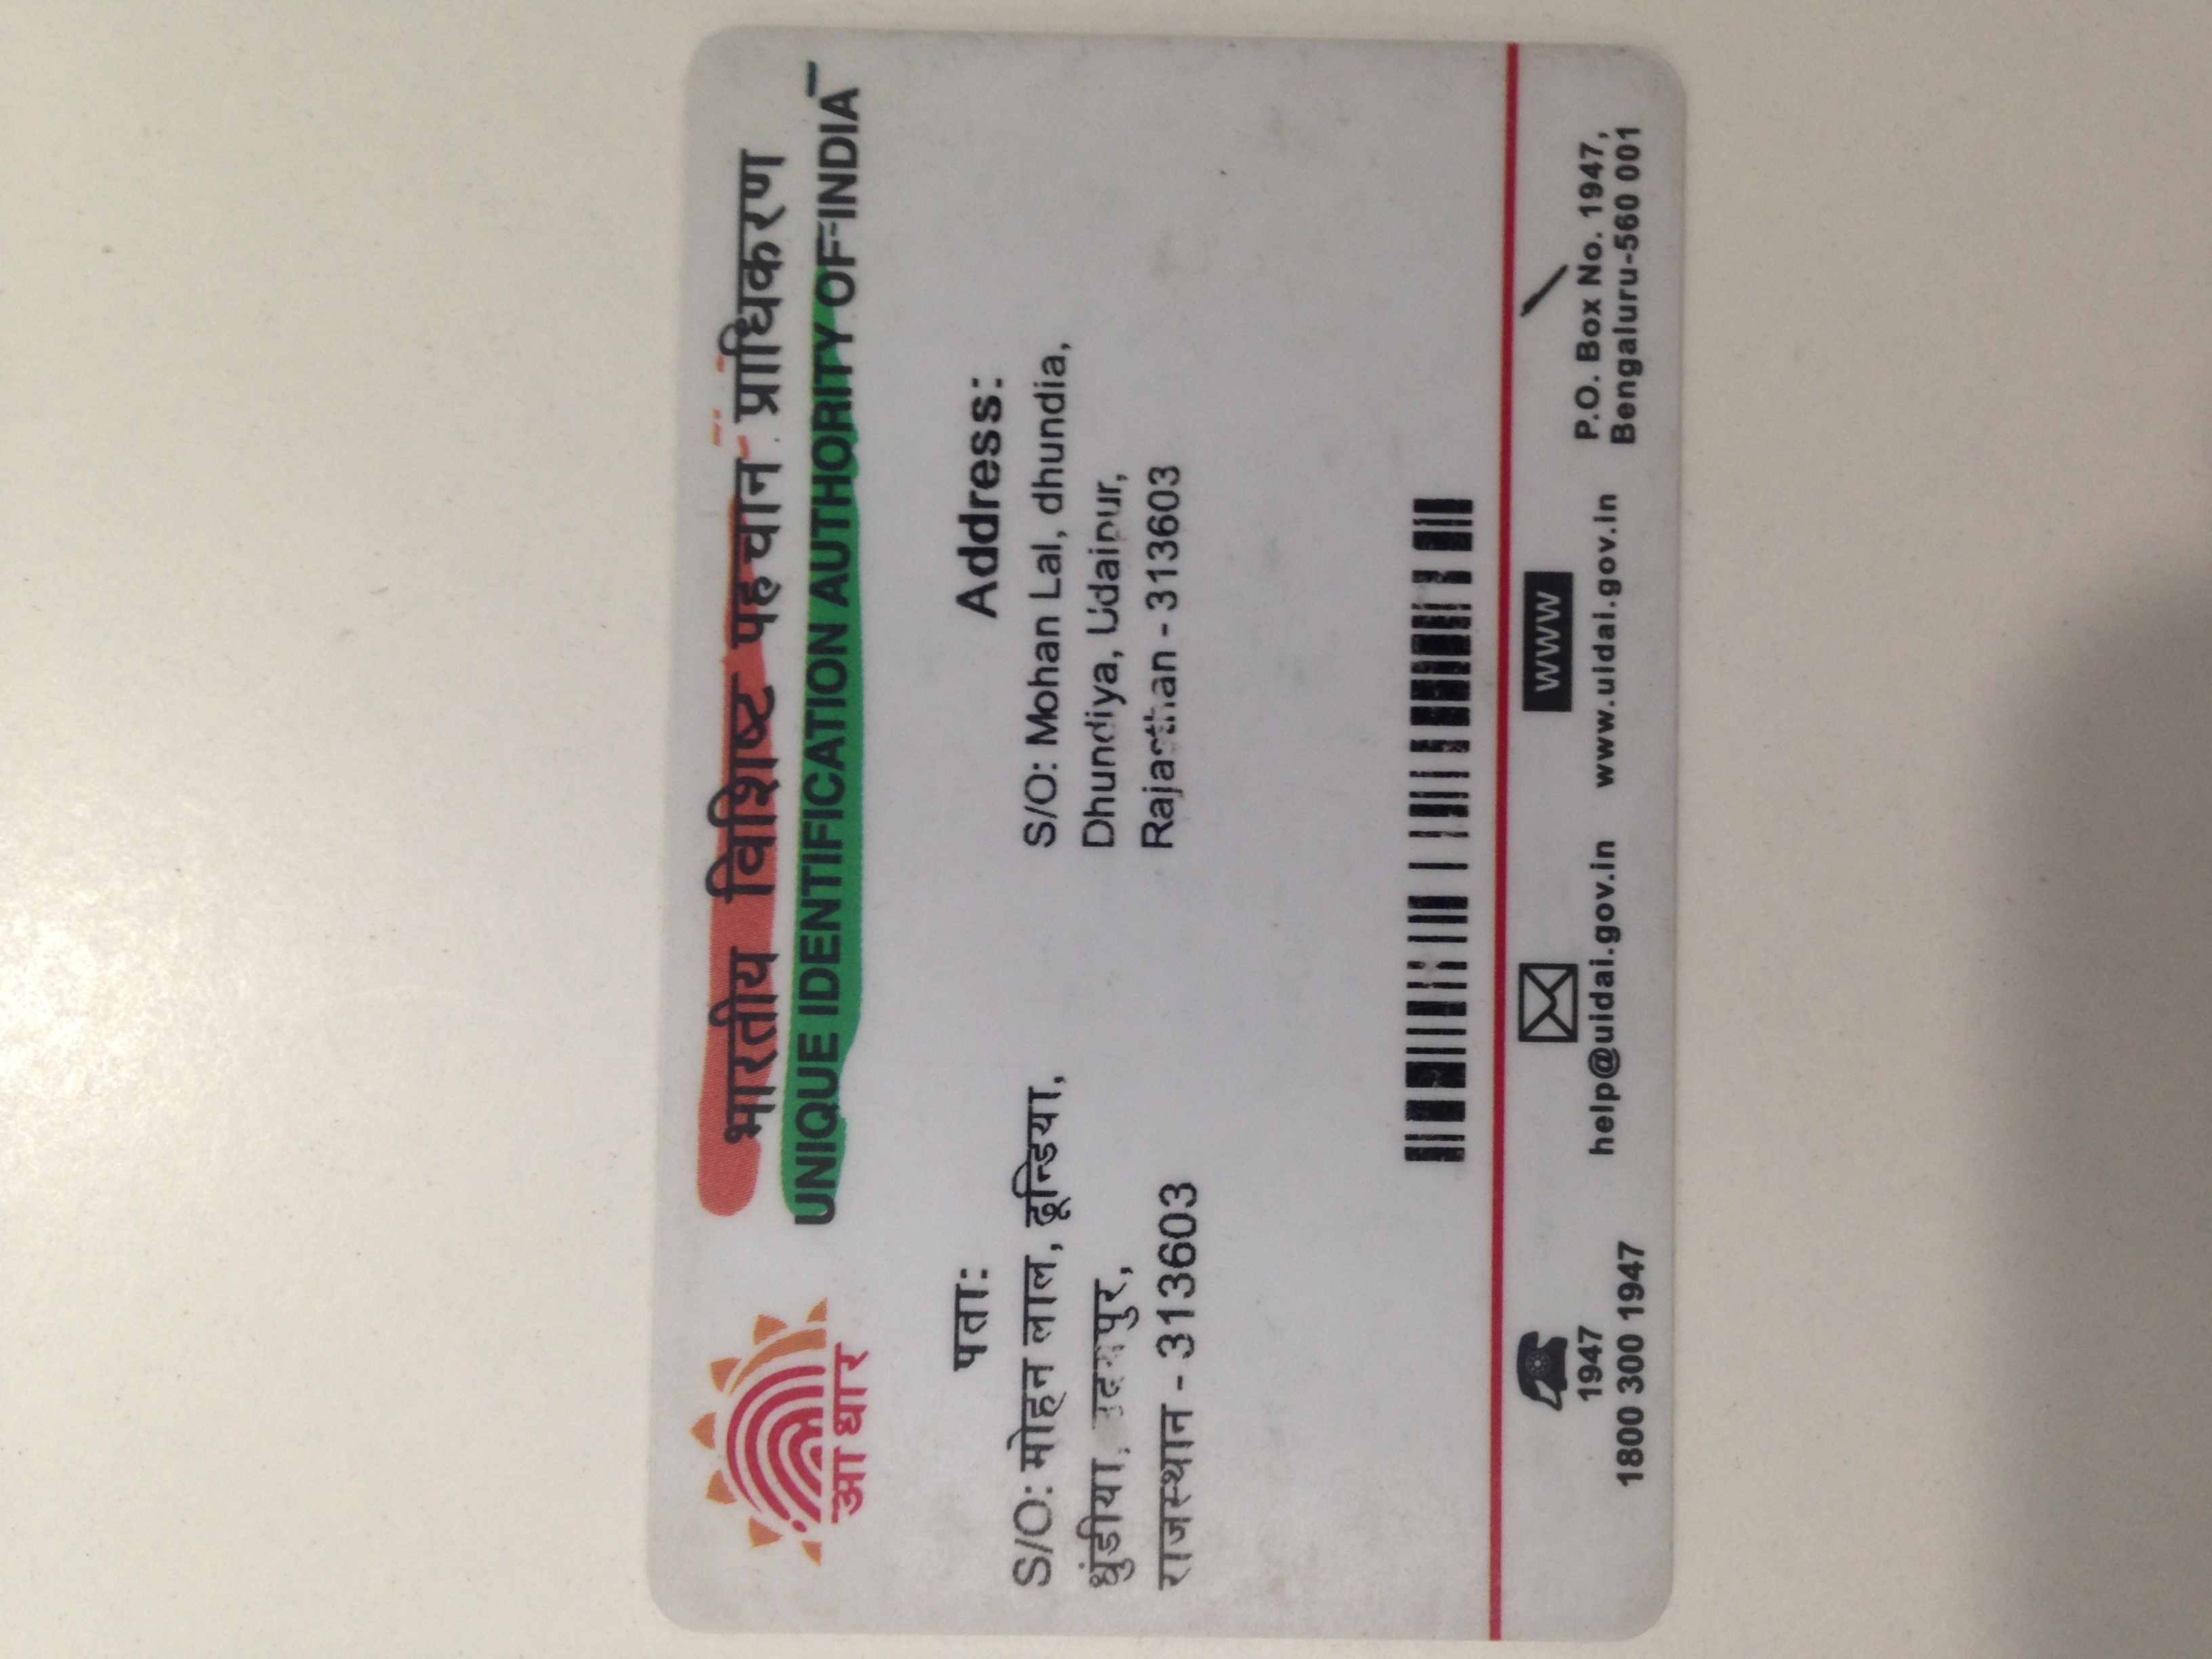 आधार
भारतीय विशिष्ट पहचान प्राधिकरण
UNIQUE IDENTIFICATION AUTHORITY OF INDIA
पता:
S/O: मोहन लाल, ढून्डिया,
धुंडीया, उदयपुर,
राजस्थान - 313603
Address:
S/O: Mohan Lal, dhundia,
Dhundiya, Udaipur,
Rajasthan - 313603
1947
1800 300 1947
help@uidai.gov.in
www
www.uidai.gov.in
P.O. Box No. 1947,
Bengaluru-560 001